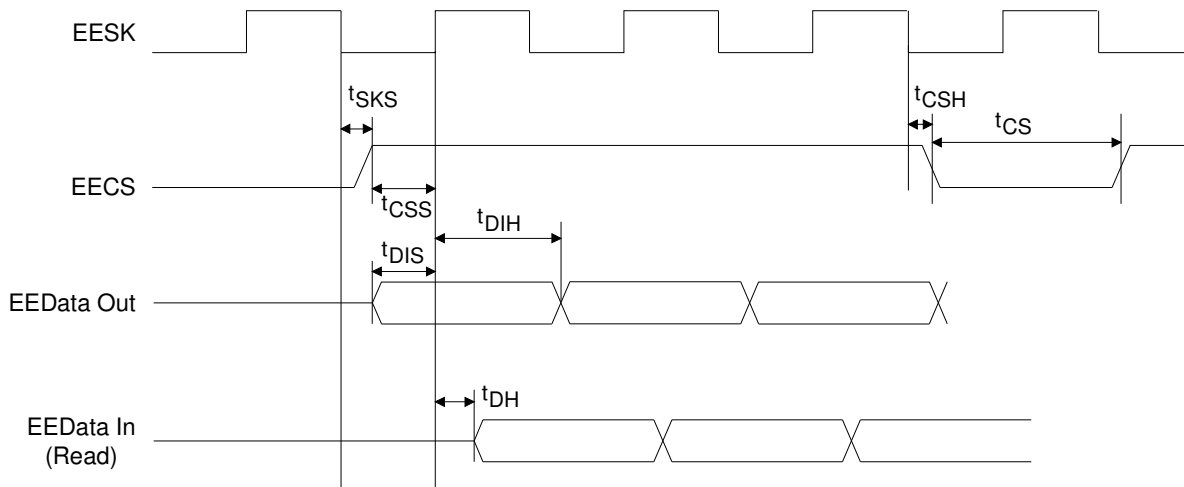 EESK
tSKS
tCSH
tCS
EECS
tCSS
tDIH
tDIS
EEData Out
tDH
EEData In
(Read)